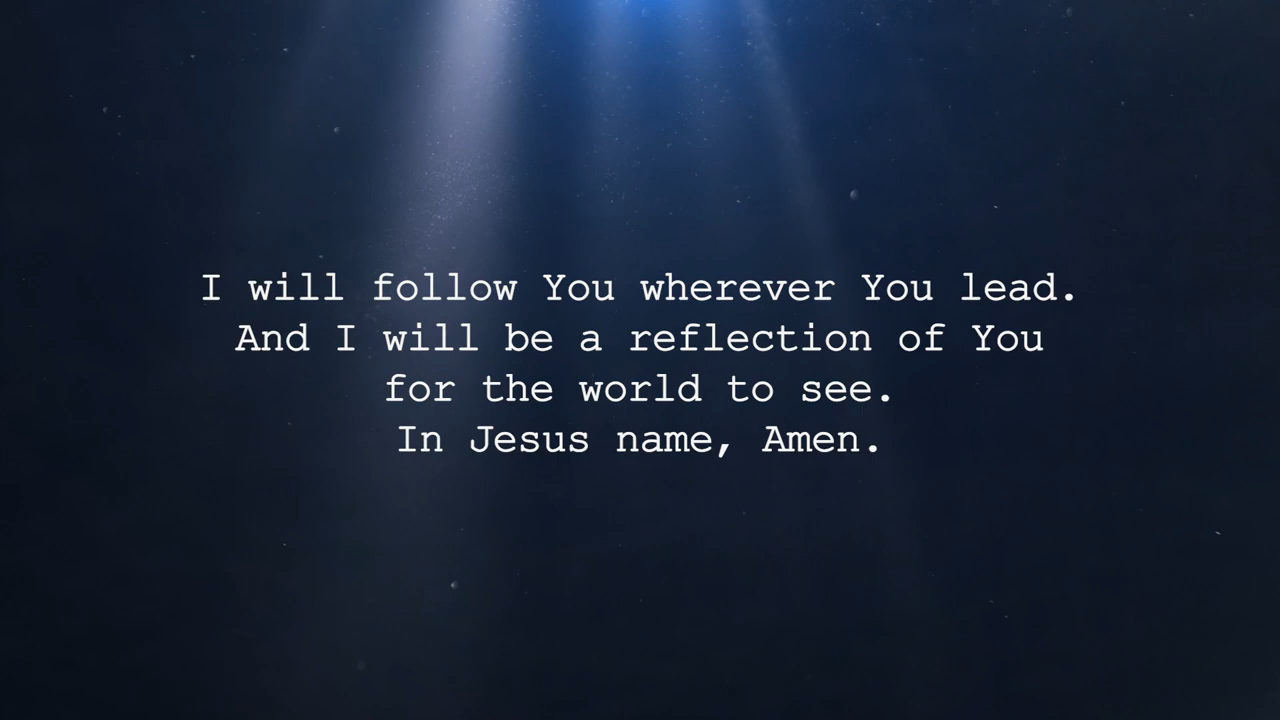 I will follow You wherever You lead.
And I will be a reflection of You
for the world to see.
In Jesus name, Amen.